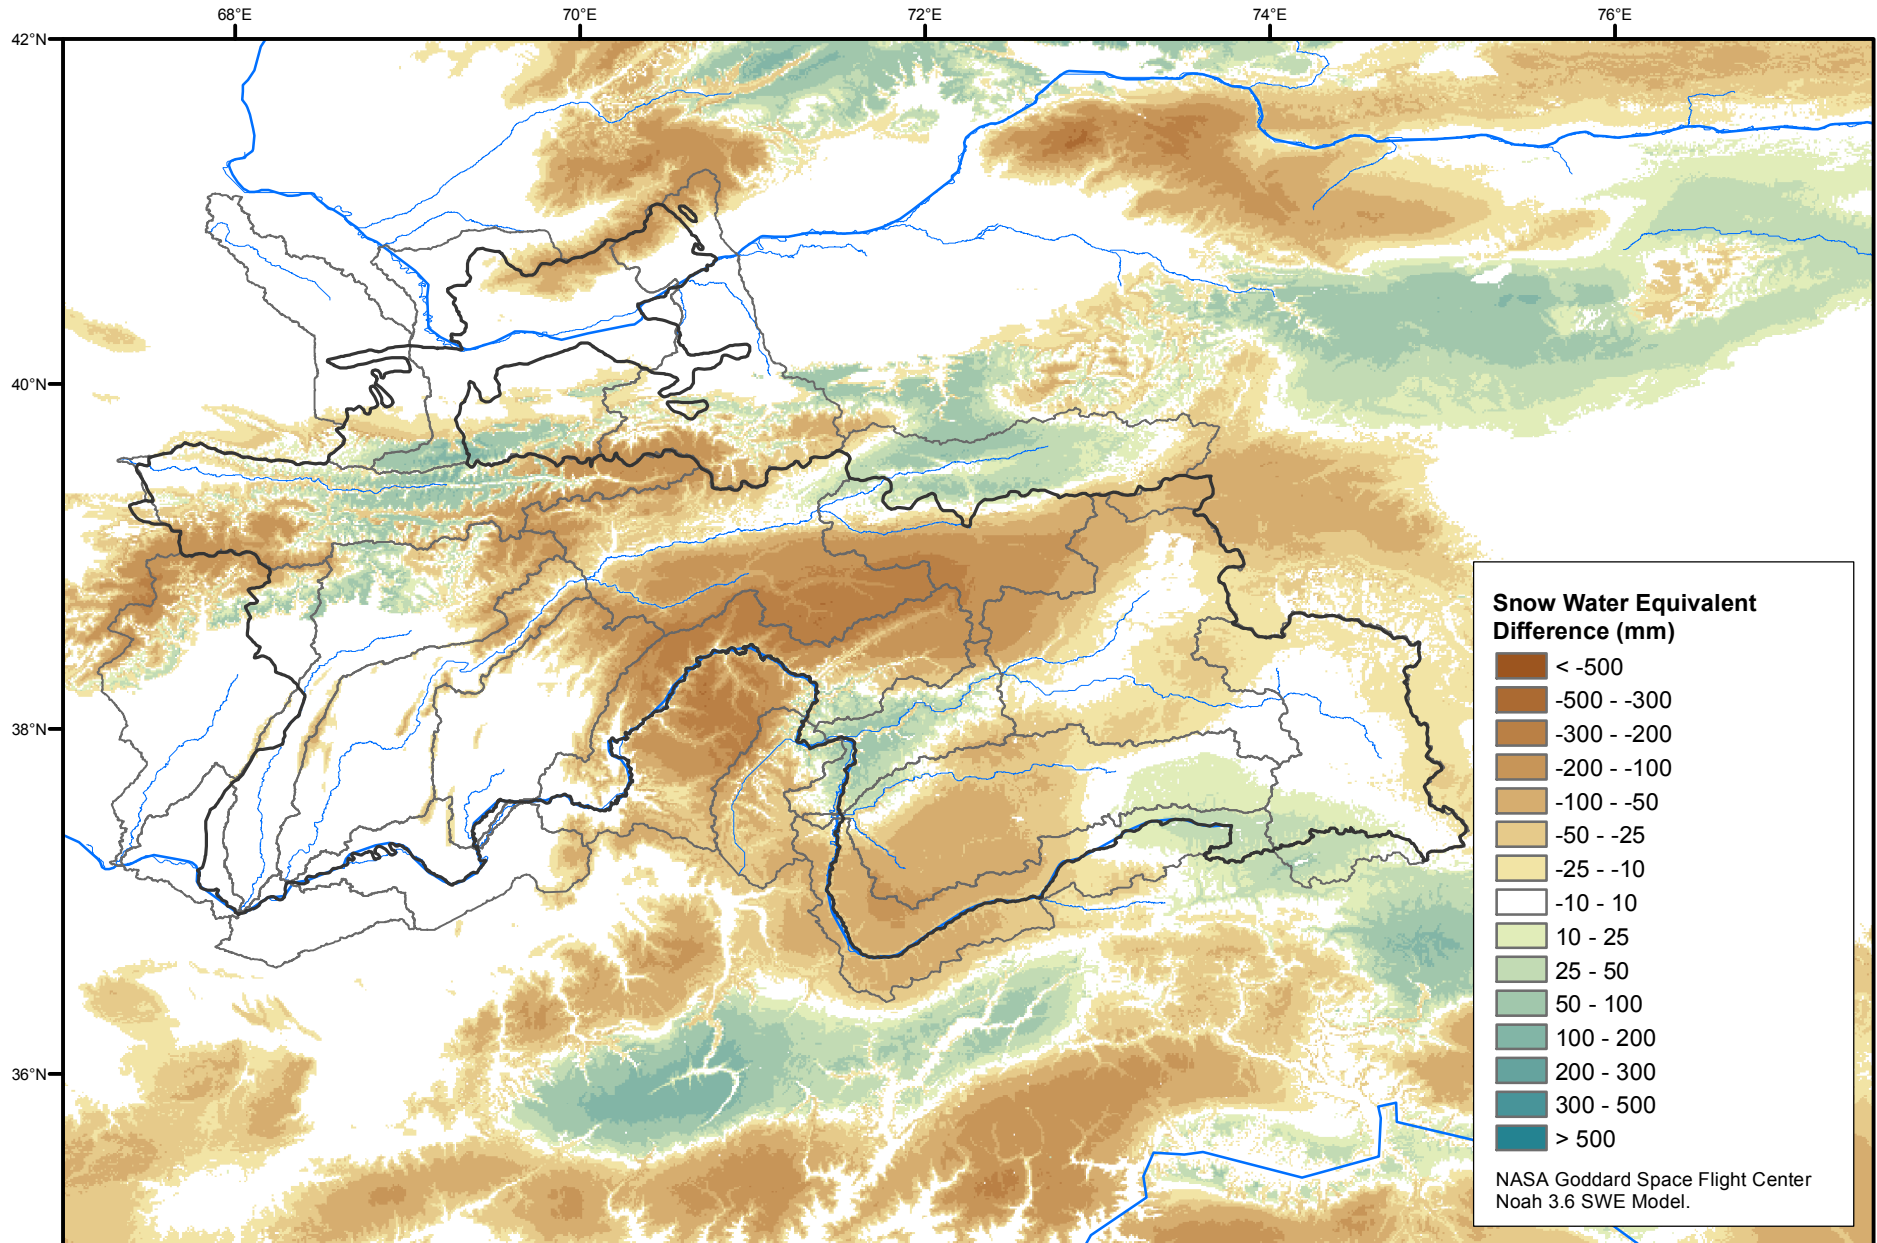 68°E
70°E
72°E
74°E
76°E
42°N
40°N
38°N
36°N
Snow Water Equivalent
Difference (mm)
< -500
-500 - -300
-300 - -200
-200 - -100
-100 - -50
-50 - -25
-25 - -10
-10 - 10
10 - 25
25 - 50
50 - 100
100 - 200
200 - 300
300 - 500
> 500
NASA Goddard Space Flight Center
Noah 3.6 SWE Model.